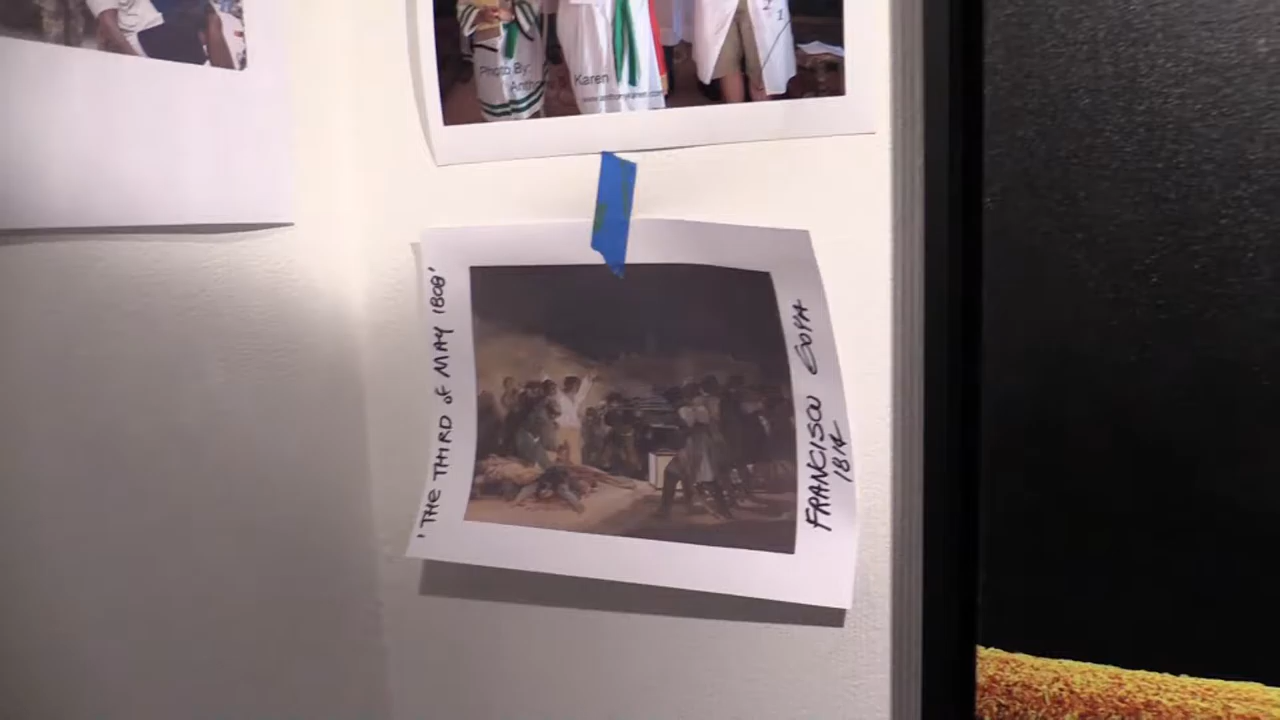 Photo By:
Karen
'THE THIRD of MAY 1808'
FRANCISCO GOYA
1814